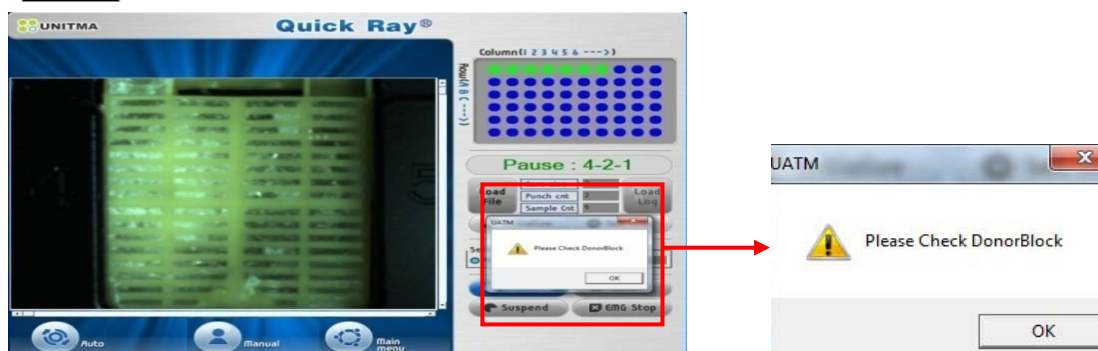 UNITMA
Quick Ray®
Column(1 2 3 4 5 6 --->)
Row(A B C --->)
Pause : 4-2-1
Load File
Punch cnt
Sample Cnt
Load Log
UATM
Please Check DonorBlock
OK
Suspend
EMG Stop
Auto
Manual
Main menu
UATM
Please Check DonorBlock
OK